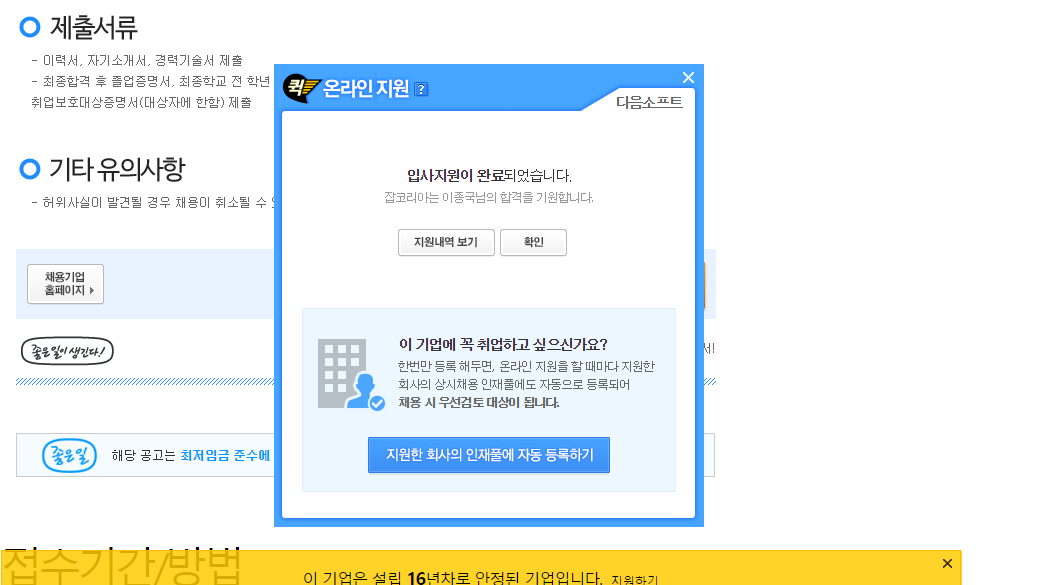 제출서류
- 이력서, 자기소개서, 경력기술서 제출
- 최종합격 후 졸업증명서, 최종학교 전 학년
취업보호대상증명서(대상자에 한함) 제출
기타 유의사항
- 허위사실이 발견될 경우 채용이 취소될 수
채용기업
홈페이지
좋은일이 생긴다!
좋은일
해당 공고는 최저임금 준수에
퀵 온라인 지원 ?
다음소프트
입사지원이 완료되었습니다.
잡코리아는 이종국님의 합격을 기원합니다.
지원내역 보기
확인
이 기업에 꼭 취업하고 싶으신가요?
한번만 등록 해두면, 온라인 지원을 할 때마다 지원한
회사의 상시채용 인재풀에도 자동으로 등록되어
채용 시 우선검토 대상이 됩니다.
지원한 회사의 인재풀에 자동 등록하기
접수기간/방법
이 기업은 설립 16년차로 안정된 기업입니다. 지원하기